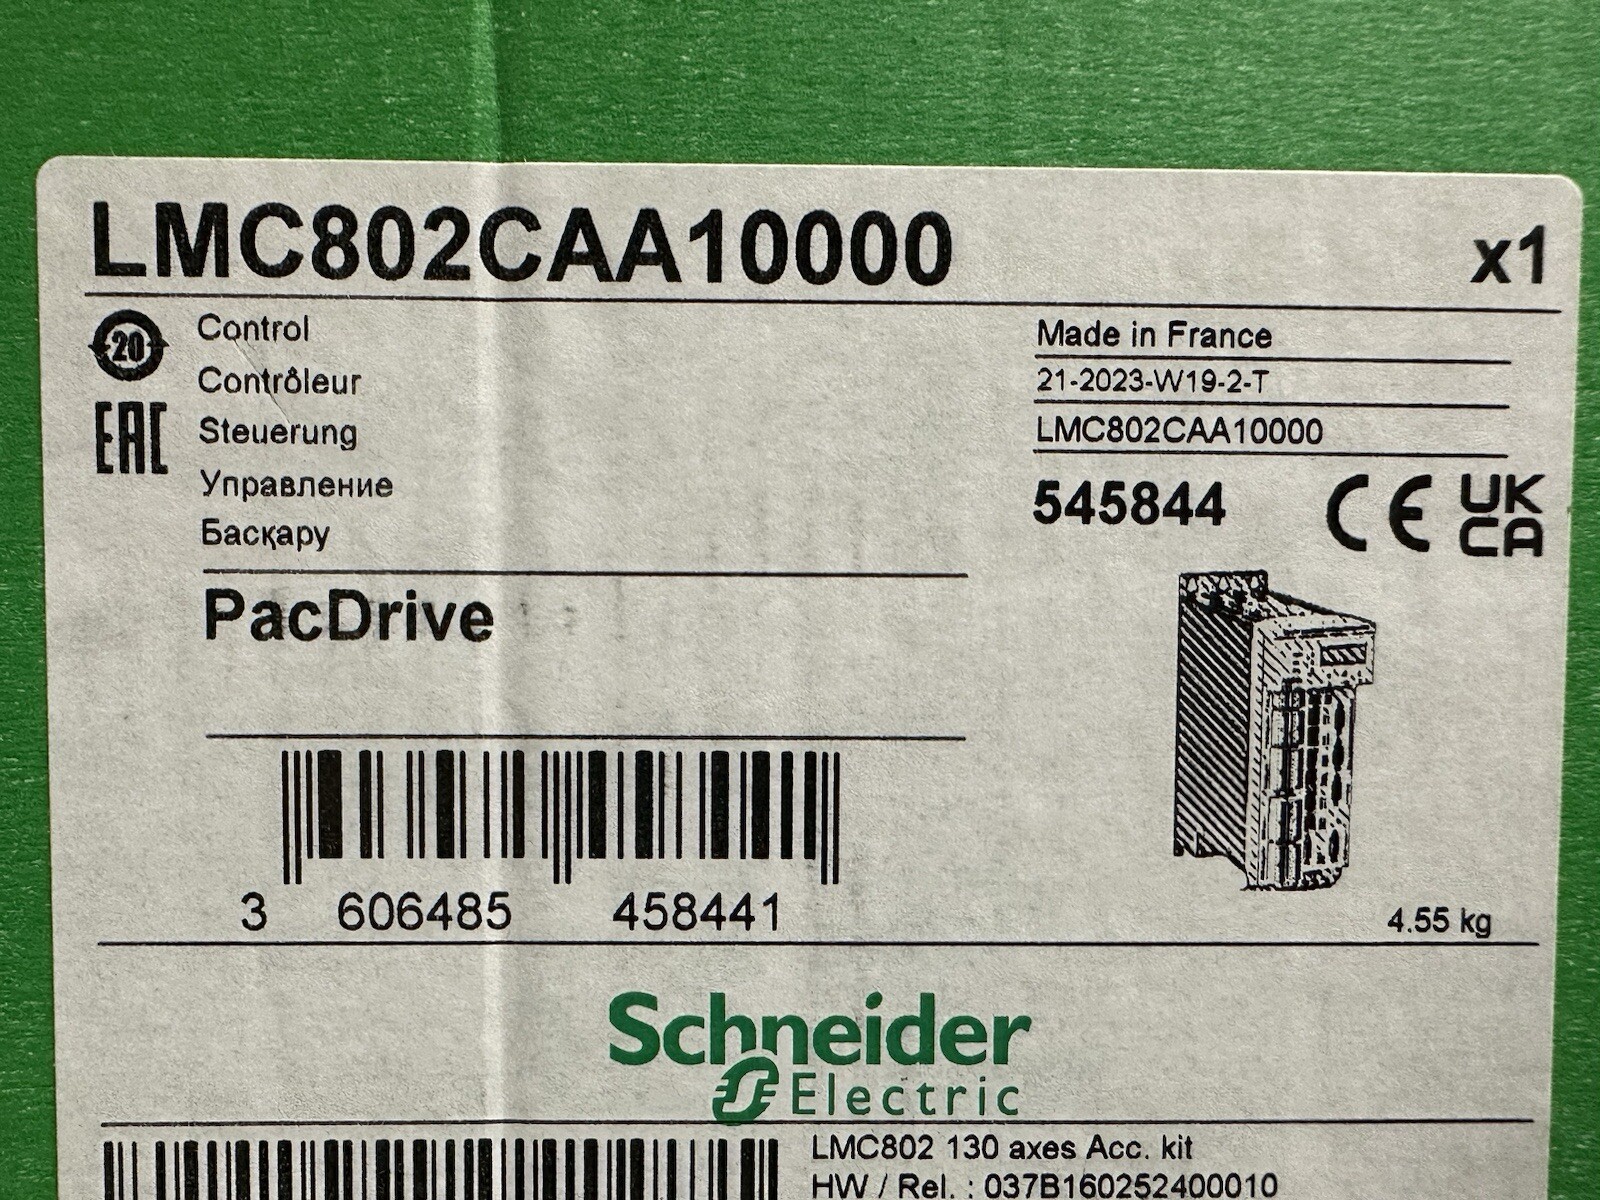 LMC802CAA10000
x1
20
EAC
Control
Contrôleur
Steuerung
Управление
Басқару
Made in France
21-2023-W19-2-T
LMC802CAA10000
545844
CE
UK
CA
PacDrive
3 606485 458441
4.55 kg
Schneider
Electric
LMC802 130 axes Acc. kit
HW / Rel. : 037B160252400010